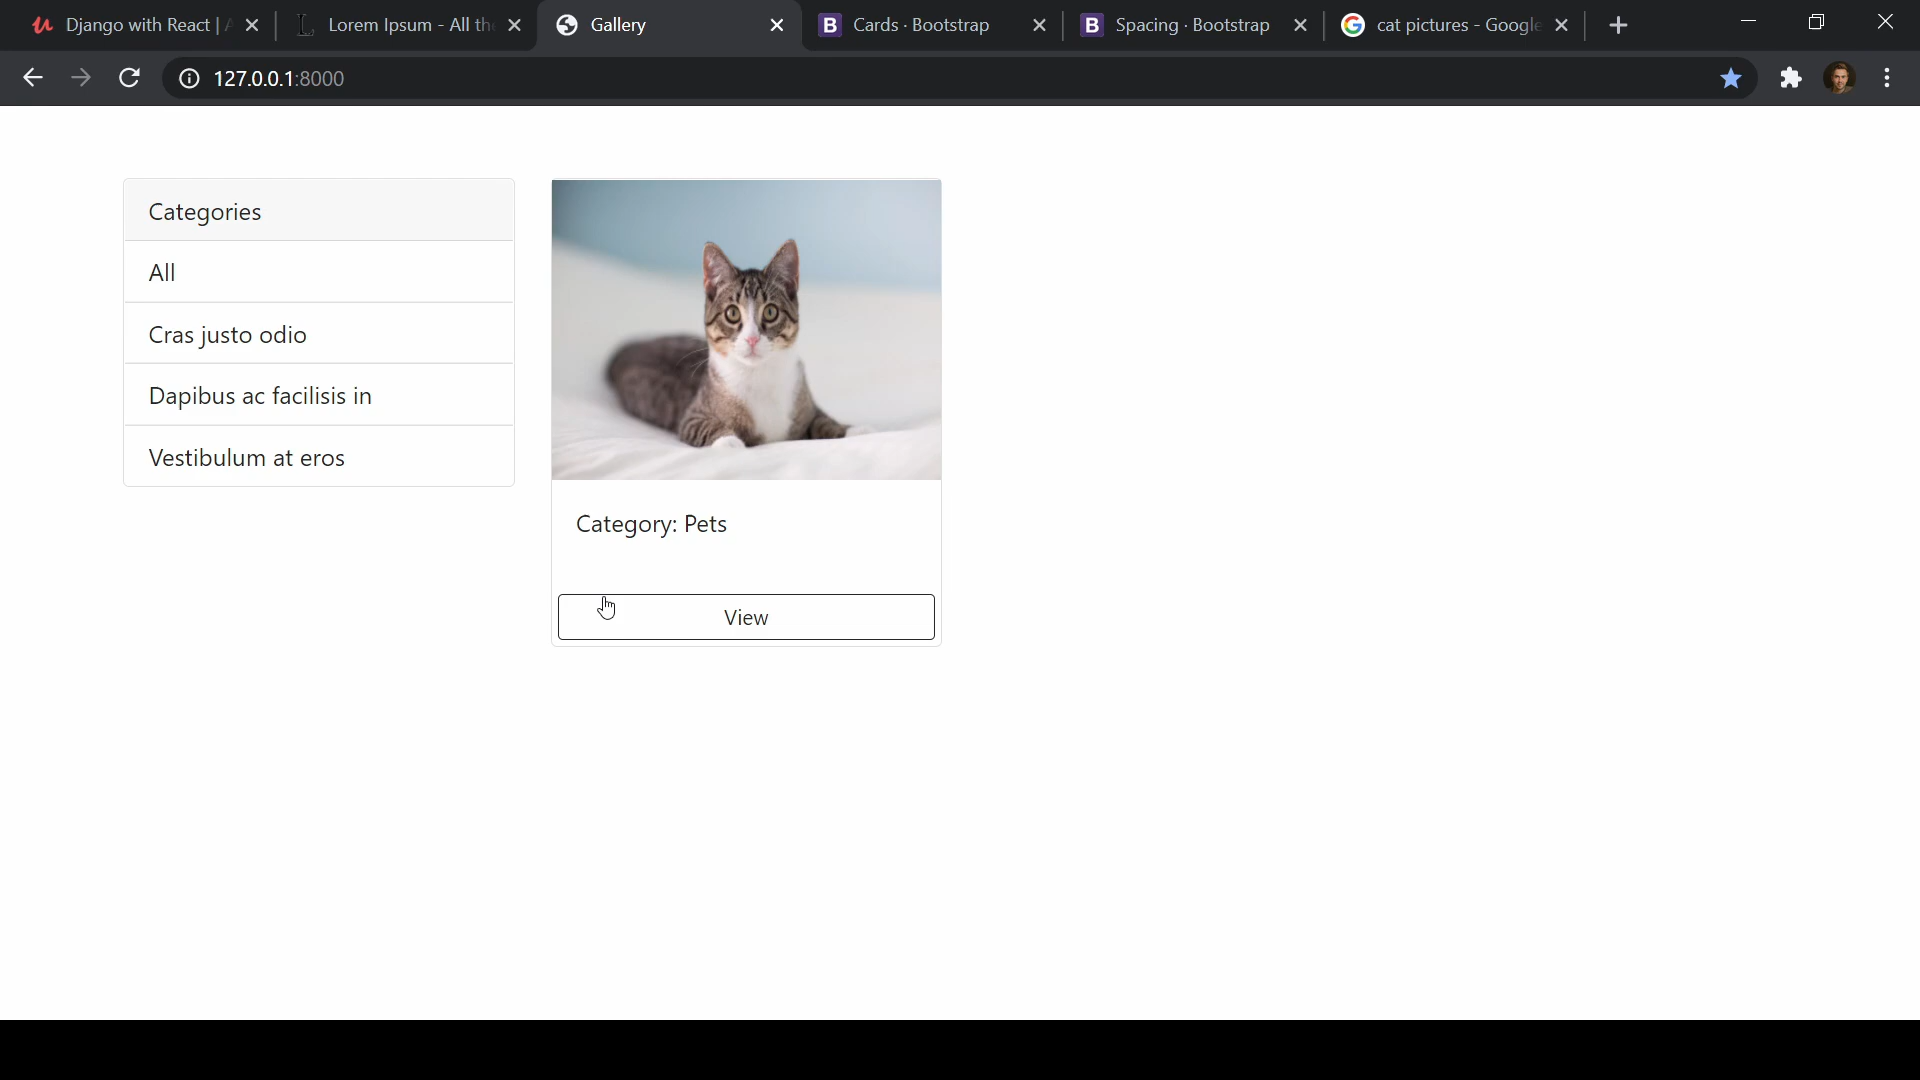 Django with React |
Lorem Ipsum - All th
Gallery
Cards · Bootstrap
Spacing · Bootstrap
cat pictures - Google
127.0.0.1:8000
Categories
All
Cras justo odio
Dapibus ac facilisis in
Vestibulum at eros
Category: Pets
View